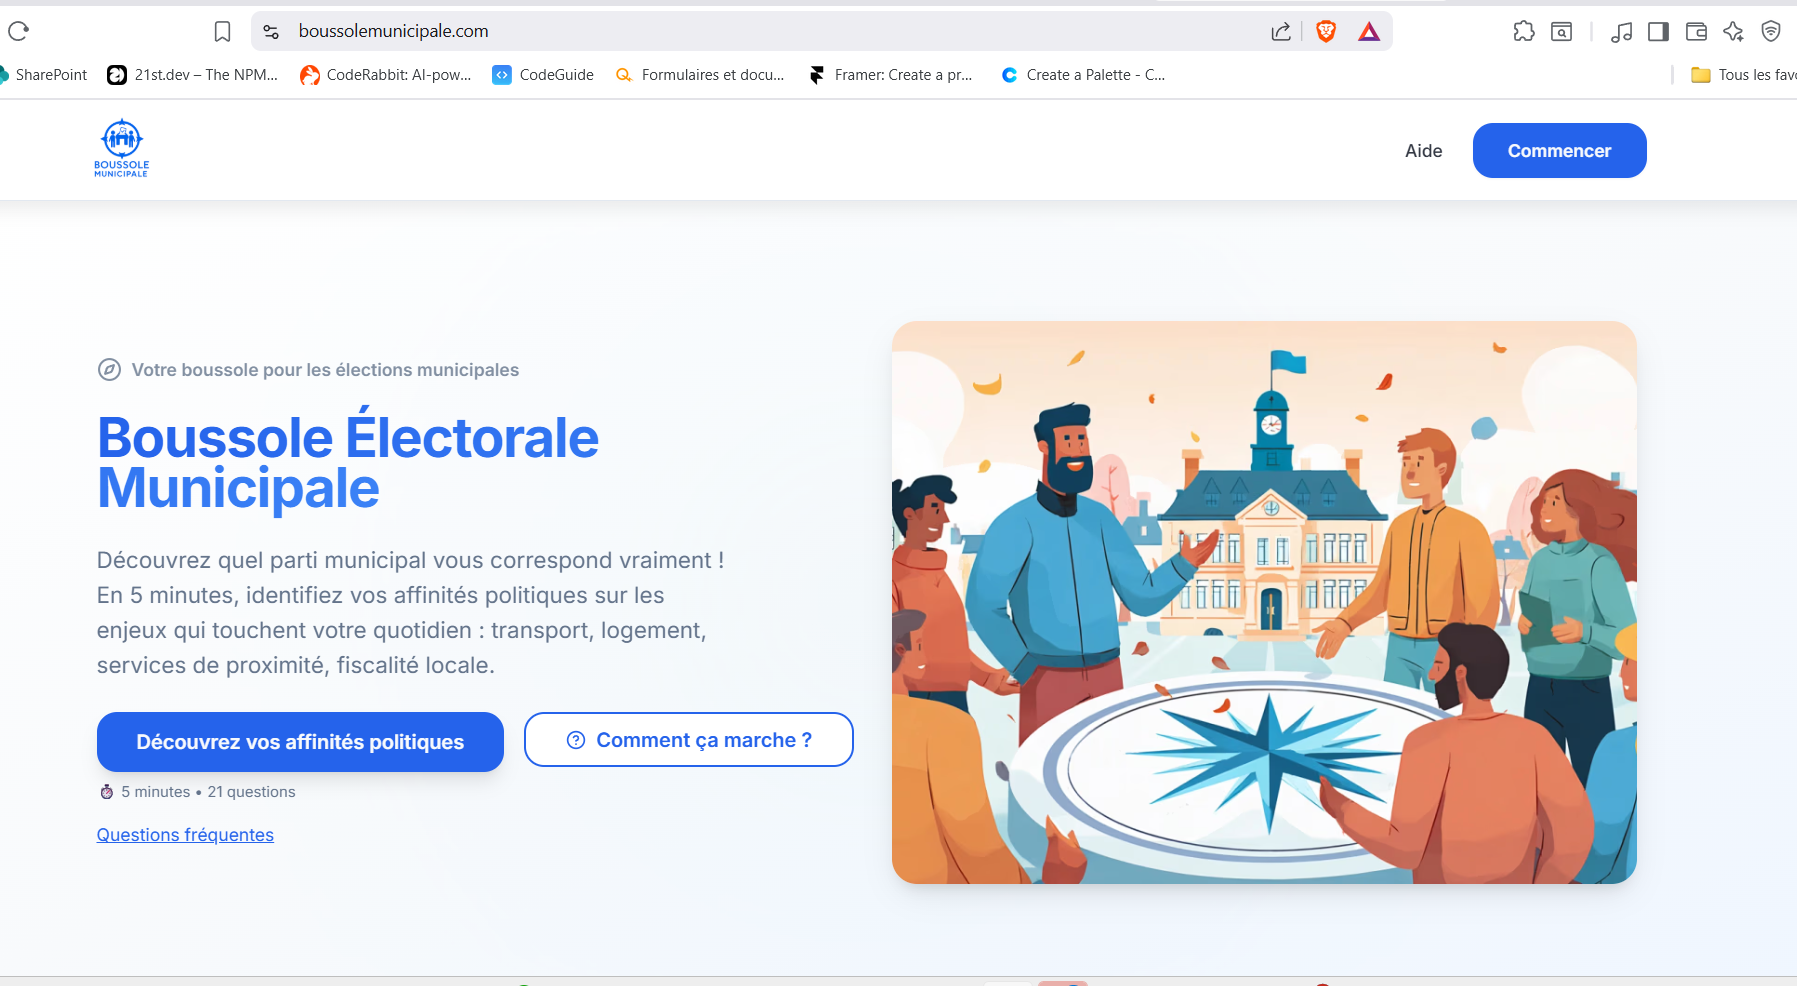 boussolemunicipale.com
SharePoint
21st.dev – The NPM...
CodeRabbit: AI-pow...
CodeGuide
Formulaires et docu...
Framer: Create a pr...
Create a Palette - C...
Tous les favo
BOUSSOLE
MUNICIPALE
Aide
Commencer
Votre boussole pour les élections municipales
Boussole Électorale
Municipale
Découvrez quel parti municipal vous correspond vraiment !
En 5 minutes, identifiez vos affinités politiques sur les
enjeux qui touchent votre quotidien : transport, logement,
services de proximité, fiscalité locale.
Découvrez vos affinités politiques
Comment ça marche ?
5 minutes • 21 questions
Questions fréquentes